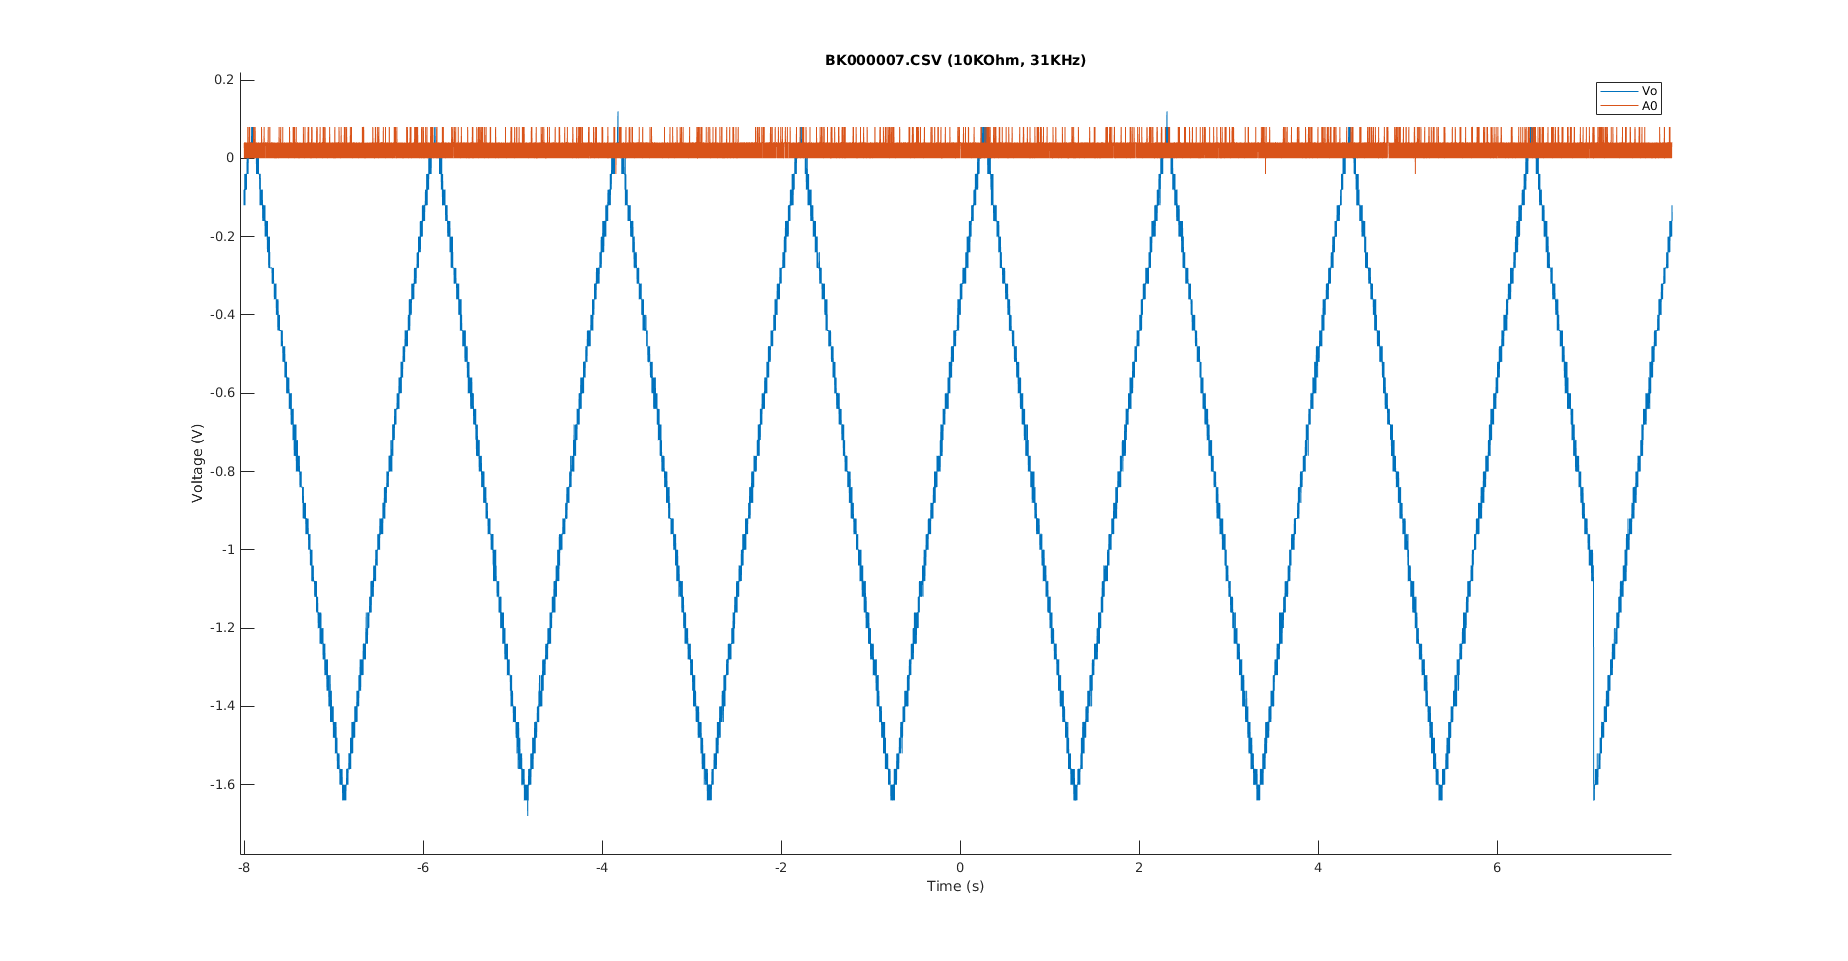 BK000007.CSV (10KOhm, 31KHz)
Vo
A0
0.2
0
-0.2
-0.4
-0.6
-0.8
-1
-1.2
-1.4
-1.6
Voltage (V)
-8 -6 -4 -2 0 2 4 6
Time (s)